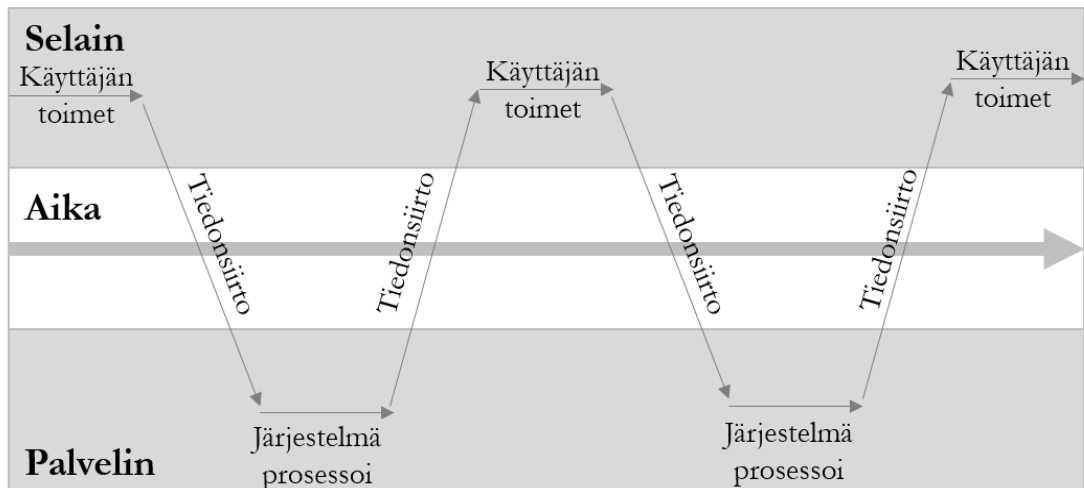 Selain
Käyttäjän
toimet
Käyttäjän
toimet
Käyttäjän
toimet
Aika
Tiedonsiirto
Tiedonsiirto
Tiedonsiirto
Tiedonsiirto
Järjestelmä
prosessoi
Järjestelmä
prosessoi
Palvelin